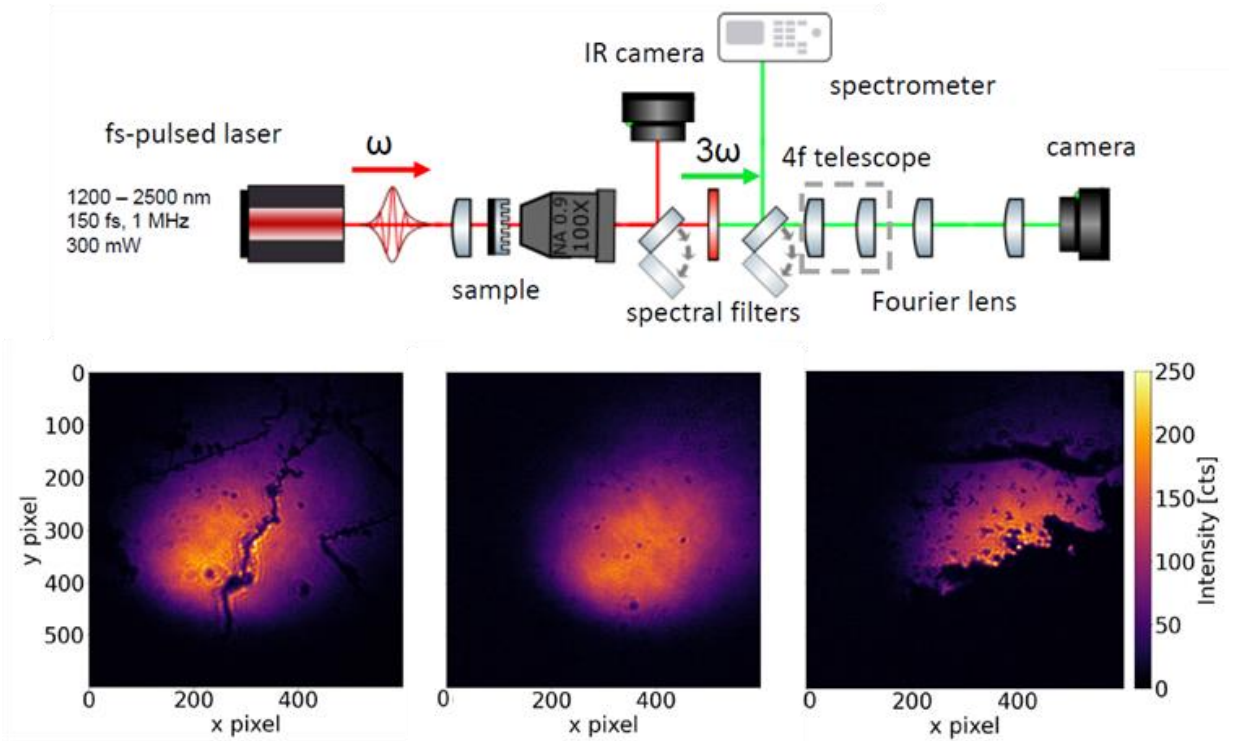 IR camera
spectrometer
fs-pulsed laser
ω
3ω
4f telescope
camera
1200 – 2500 nm
150 fs, 1 MHz
300 mW
NA 0.9
100X
sample
spectral filters
Fourier lens
0
100
200
300
400
500
y pixel
0 200 400
x pixel
0 200 400
x pixel
0 200 400
x pixel
250
200
150
100
50
0
Intensity [cts]